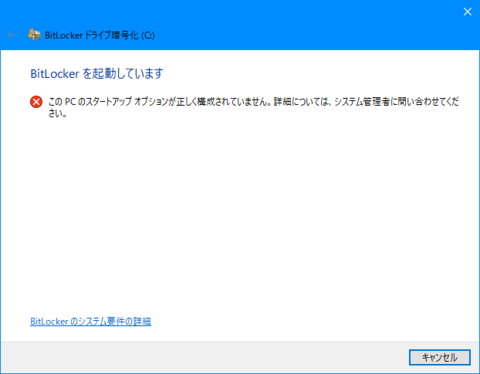 BitLocker ドライブ暗号化 (C:)
BitLocker を起動しています
この PC のスタートアップ オプションが正しく構成されていません。詳細については、システム管理者に問い合わせてくだ
さい。
BitLocker のシステム要件の詳細
キャンセル